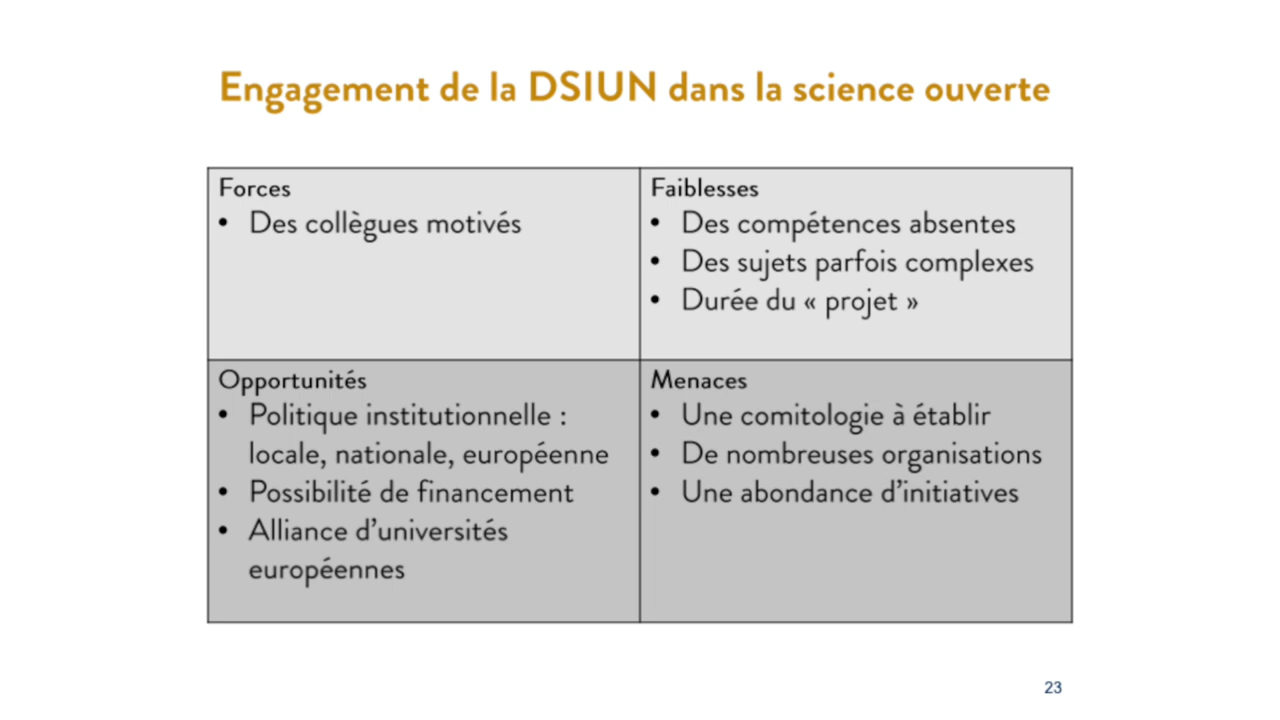 Engagement de la DSIUN dans la science ouverte
Forces
• Des collègues motivés
Faiblesses
• Des compétences absentes
• Des sujets parfois complexes
• Durée du « projet »
Opportunités
• Politique institutionnelle :
locale, nationale, européenne
• Possibilité de financement
• Alliance d’universités
européennes
Menaces
• Une comitologie à établir
• De nombreuses organisations
• Une abondance d’initiatives
23